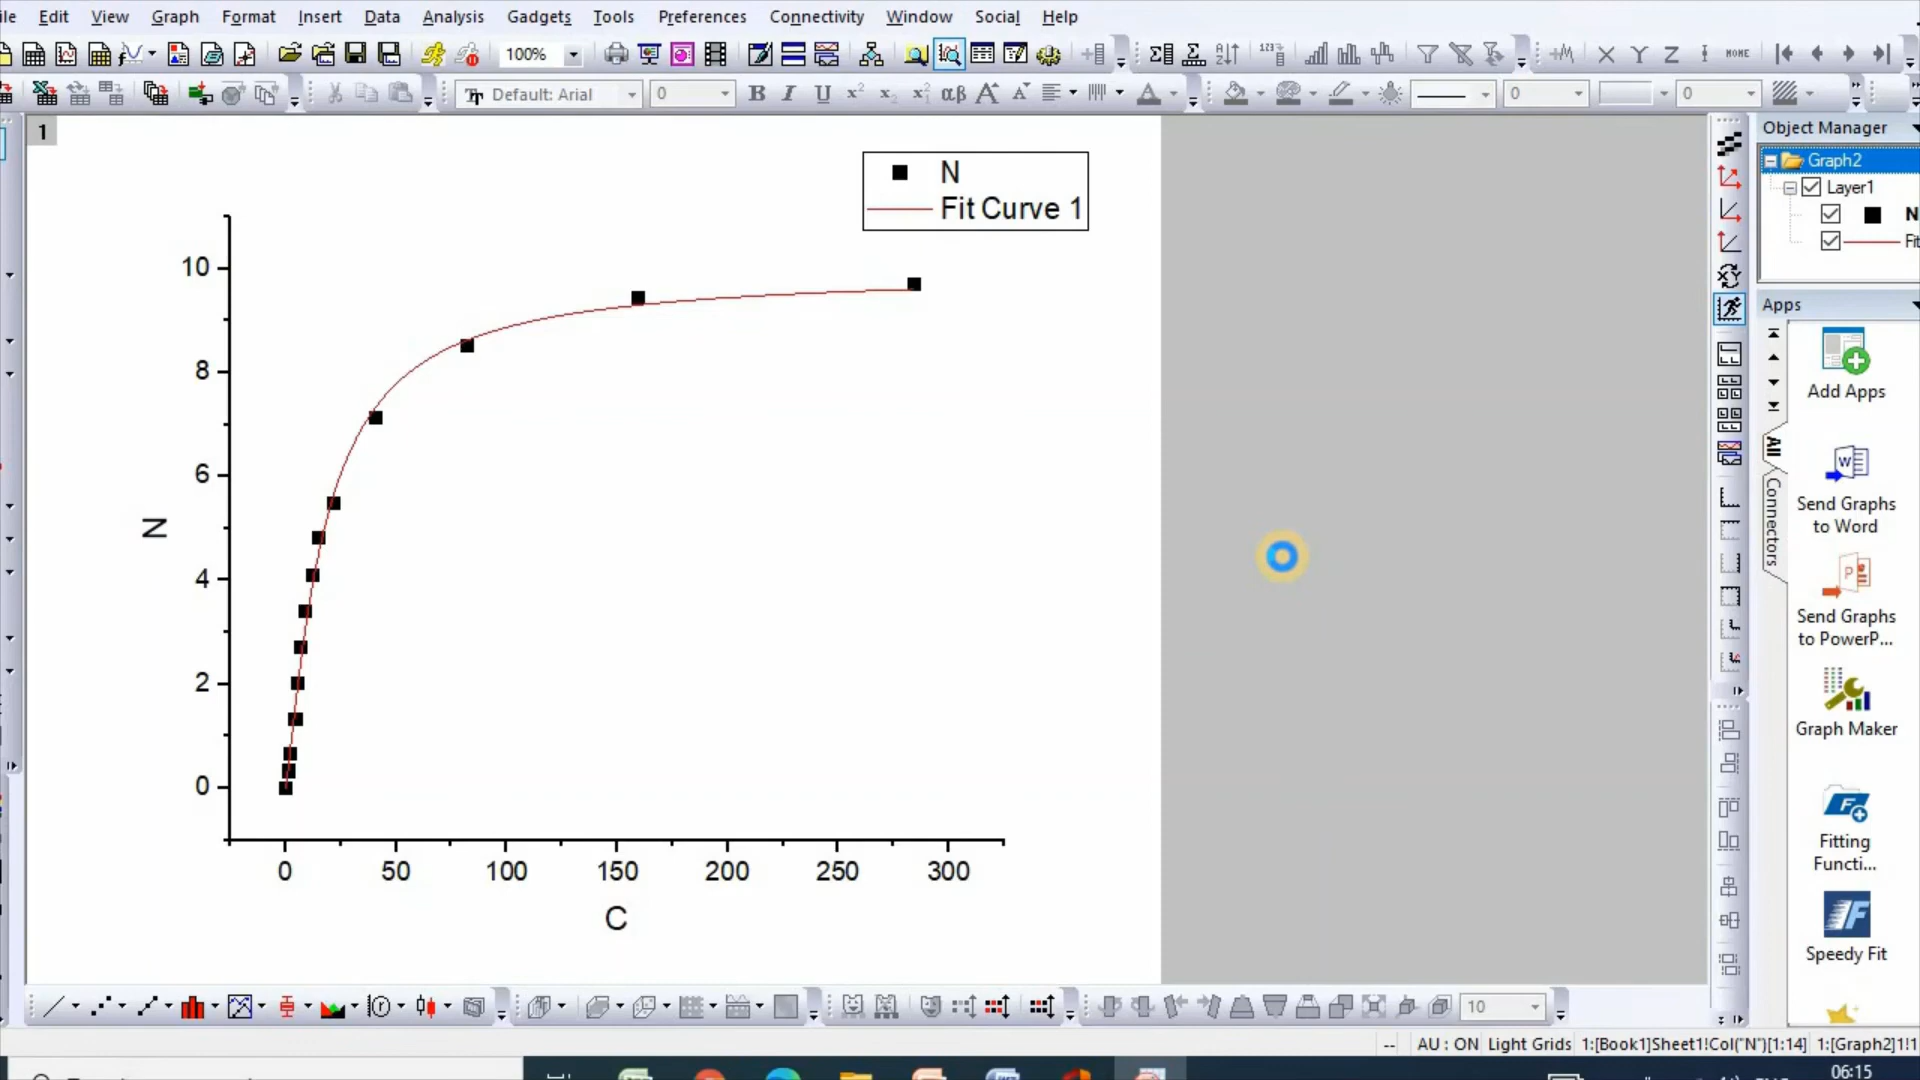 ile Edit View Graph Format Insert Data Analysis Gadgets Tools Preferences Connectivity Window Social Help
100% HOME
Default: Arial 0 B I U αβ A 0 0
1
N
Fit Curve 1
10
8
6
4
2
0
N
0 50 100 150 200 250 300
C
Object Manager
Graph2
Layer1
N
Fit
Apps
Add Apps
All
Connectors
Send Graphs
to Word
Send Graphs
to PowerP...
Graph Maker
Fitting
Functi...
Speedy Fit
10
-- AU : ON Light Grids 1:[Book1]Sheet1!Col("N")[1:14] 1:[Graph2]1!1
06:15